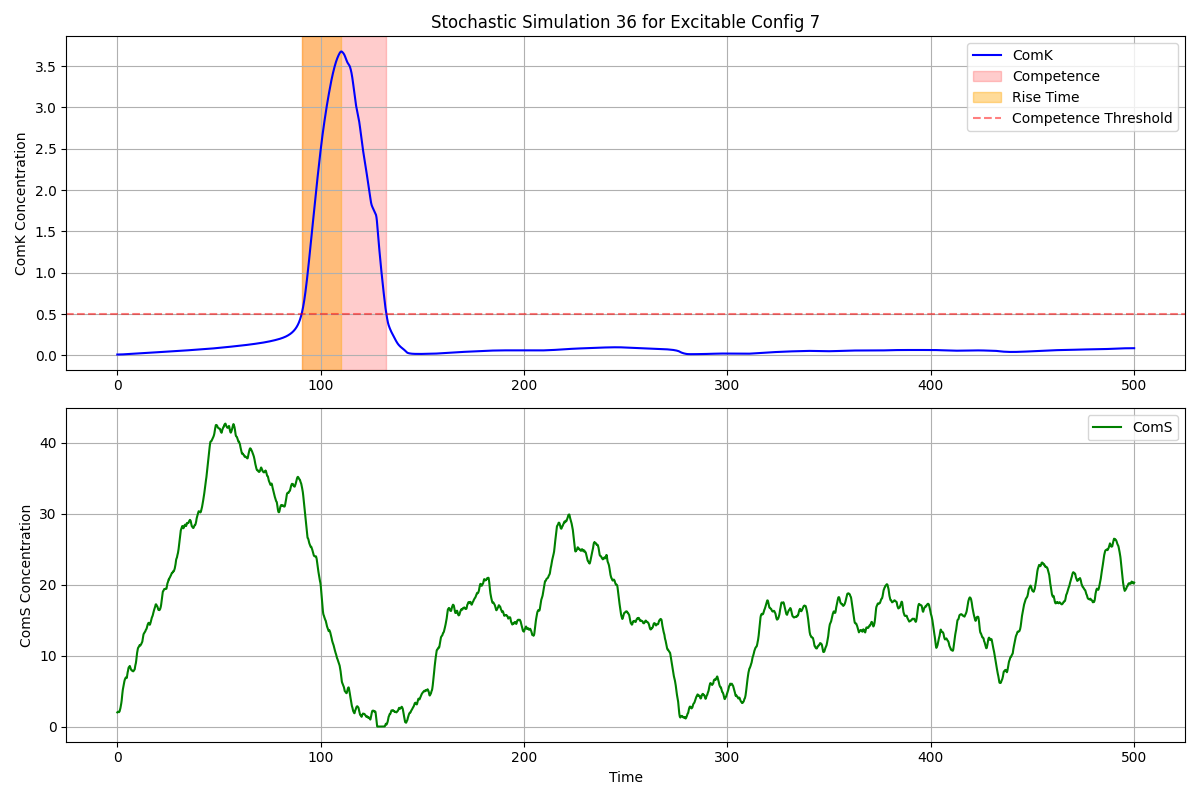 Stochastic Simulation 36 for Excitable Config 7
ComK Concentration
3.5
3.0
2.5
2.0
1.5
1.0
0.5
0.0
0 100 200 300 400 500
ComK
Competence
Rise Time
Competence Threshold
ComS Concentration
40
30
20
10
0
0 100 200 300 400 500
ComS
Time